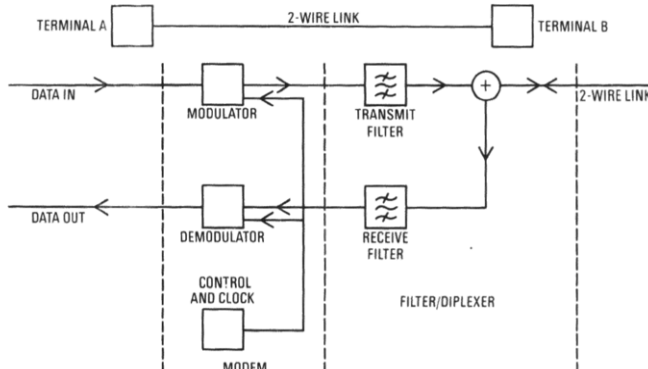 TERMINAL A
2-WIRE LINK
TERMINAL B
DATA IN
MODULATOR
TRANSMIT
FILTER
+
2-WIRE LINK
DATA OUT
DEMODULATOR
RECEIVE
FILTER
CONTROL
AND CLOCK
FILTER/DIPLEXER
MODEM